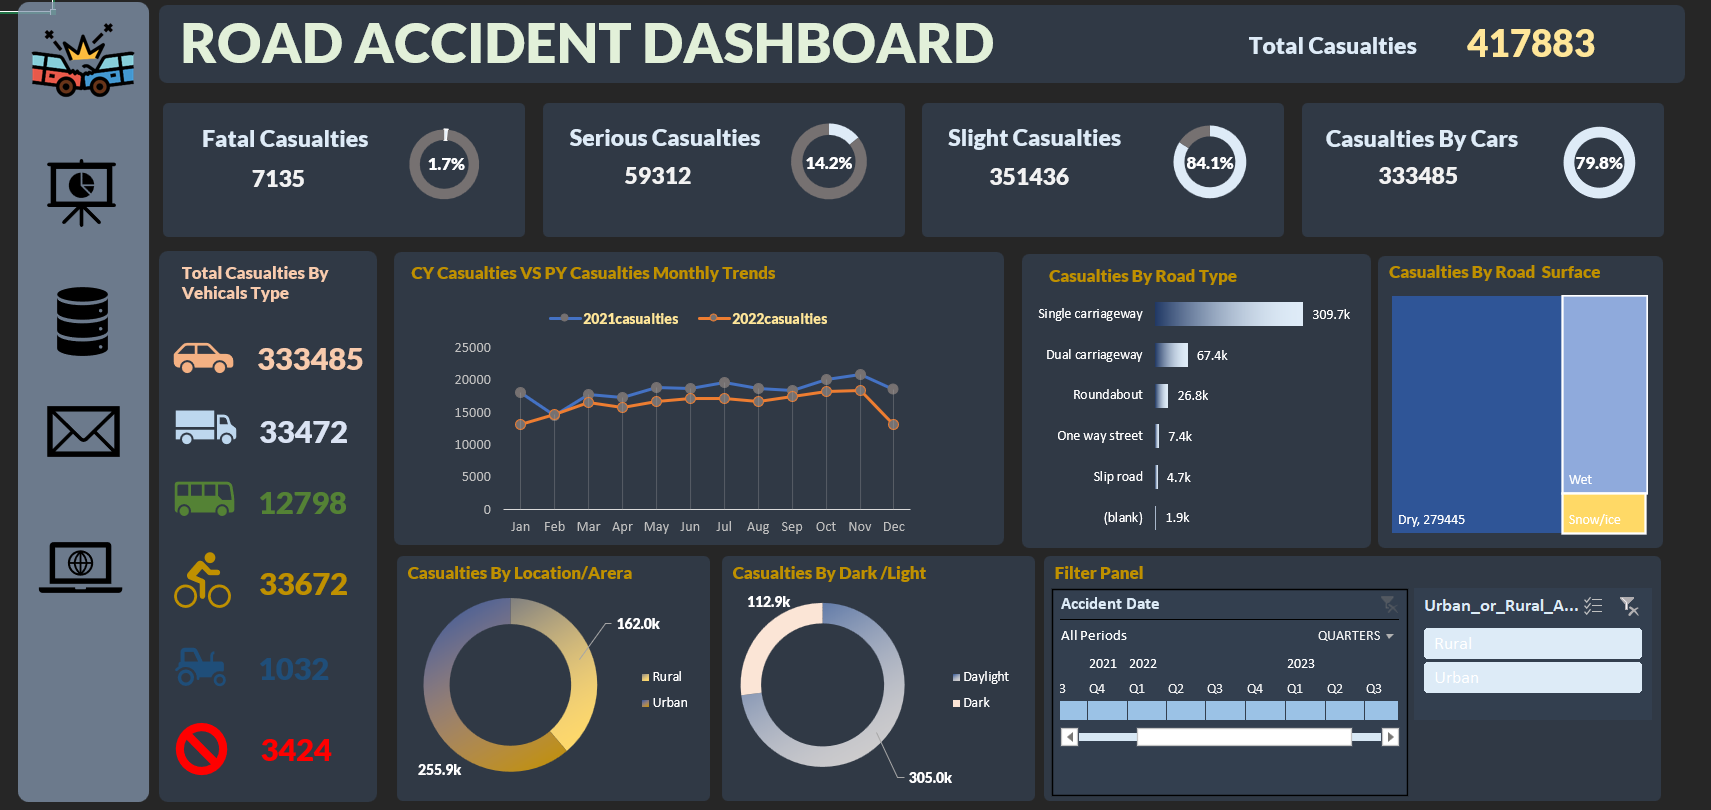 ROAD ACCIDENT DASHBOARD
Total Casualties 417883
Fatal Casualties
7135
1.7%
Serious Casualties
59312
14.2%
Slight Casualties
351436
84.1%
Casualties By Cars
333485
79.8%
Total Casualties By
Vehicals Type
333485
33472
12798
33672
1032
3424
CY Casualties VS PY Casualties Monthly Trends
2021casualties 2022casualties
25000
20000
15000
10000
5000
0
Jan Feb Mar Apr May Jun Jul Aug Sep Oct Nov Dec
Casualties By Road Type
Single carriageway 309.7k
Dual carriageway 67.4k
Roundabout 26.8k
One way street 7.4k
Slip road 4.7k
(blank) 1.9k
Casualties By Road Surface
Wet
Dry, 279445
Snow/ice
Casualties By Location/Arera
162.0k
Rural
Urban
255.9k
Casualties By Dark /Light
112.9k
Daylight
Dark
305.0k
Filter Panel
Accident Date
All Periods QUARTERS
2021 2022 2023
3 Q4 Q1 Q2 Q3 Q4 Q1 Q2 Q3
Urban_or_Rural_A...
Rural
Urban